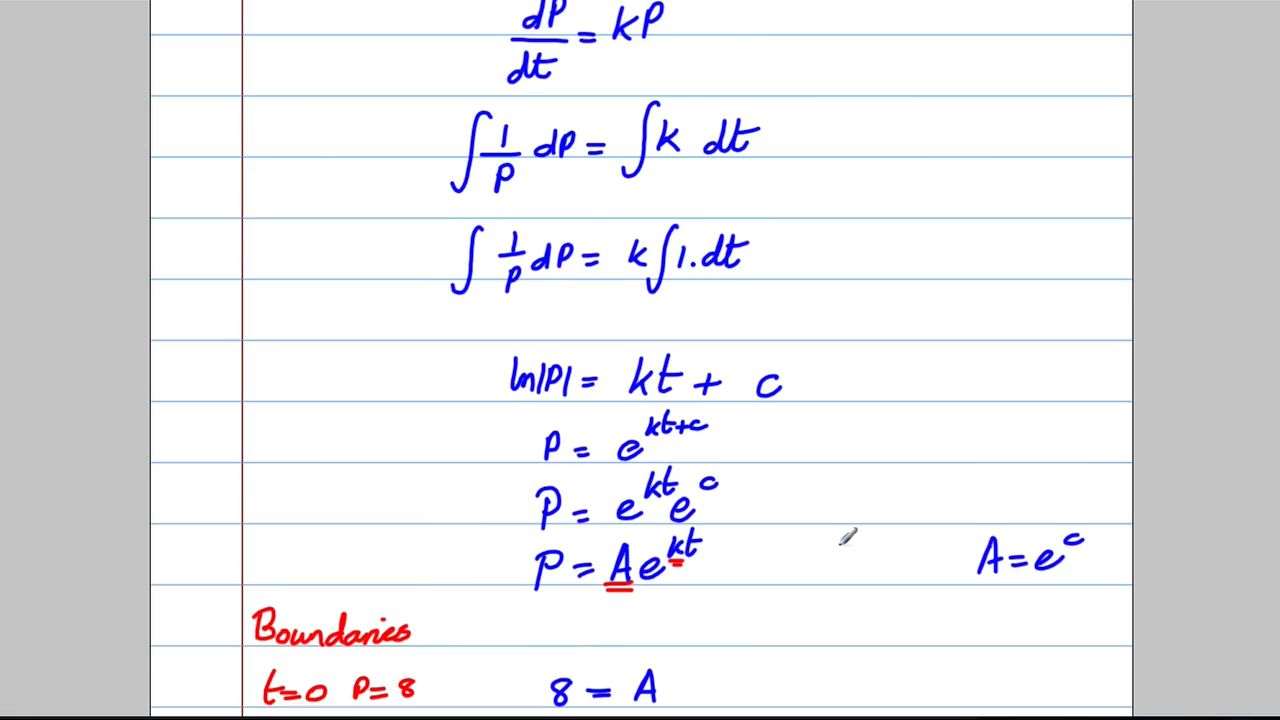 dP/dt = kP
∫ 1/P dP = ∫ k dt
∫ 1/P dP = k ∫ 1. dt
ln|P| = kt + c
P = e^(kt+c)
P = e^(kt) e^c
P = A e^(kt) A = e^c
Boundaries
t=0 P=8 8 = A